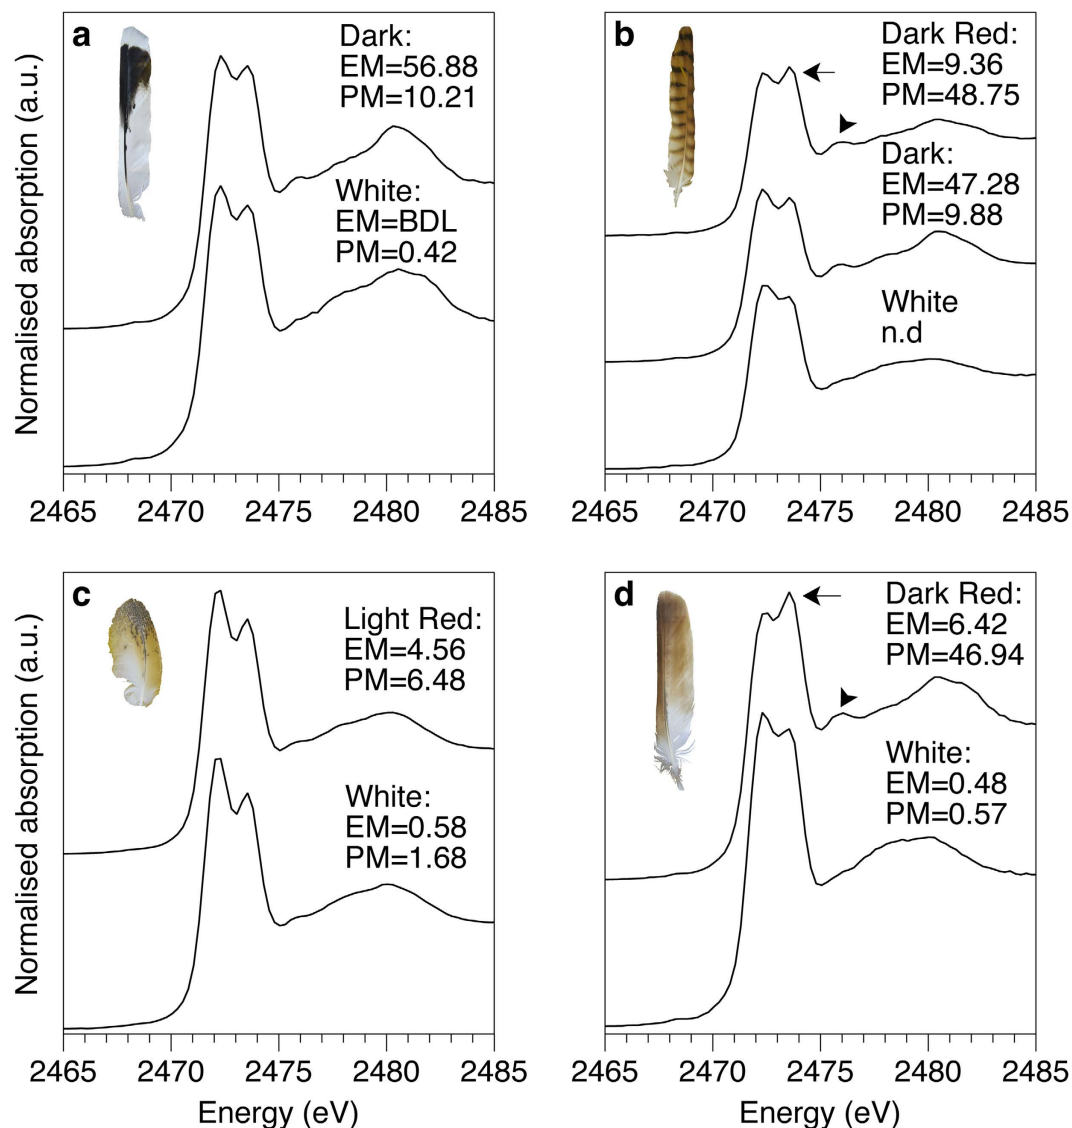 a
Dark:
EM=56.88
PM=10.21
White:
EM=BDL
PM=0.42
Normalised absorption (a.u.)
2465 2470 2475 2480 2485
b
Dark Red:
EM=9.36
PM=48.75
Dark:
EM=47.28
PM=9.88
White
n.d
2465 2470 2475 2480 2485
c
Light Red:
EM=4.56
PM=6.48
White:
EM=0.58
PM=1.68
Normalised absorption (a.u.)
2465 2470 2475 2480 2485
Energy (eV)
d
Dark Red:
EM=6.42
PM=46.94
White:
EM=0.48
PM=0.57
2465 2470 2475 2480 2485
Energy (eV)